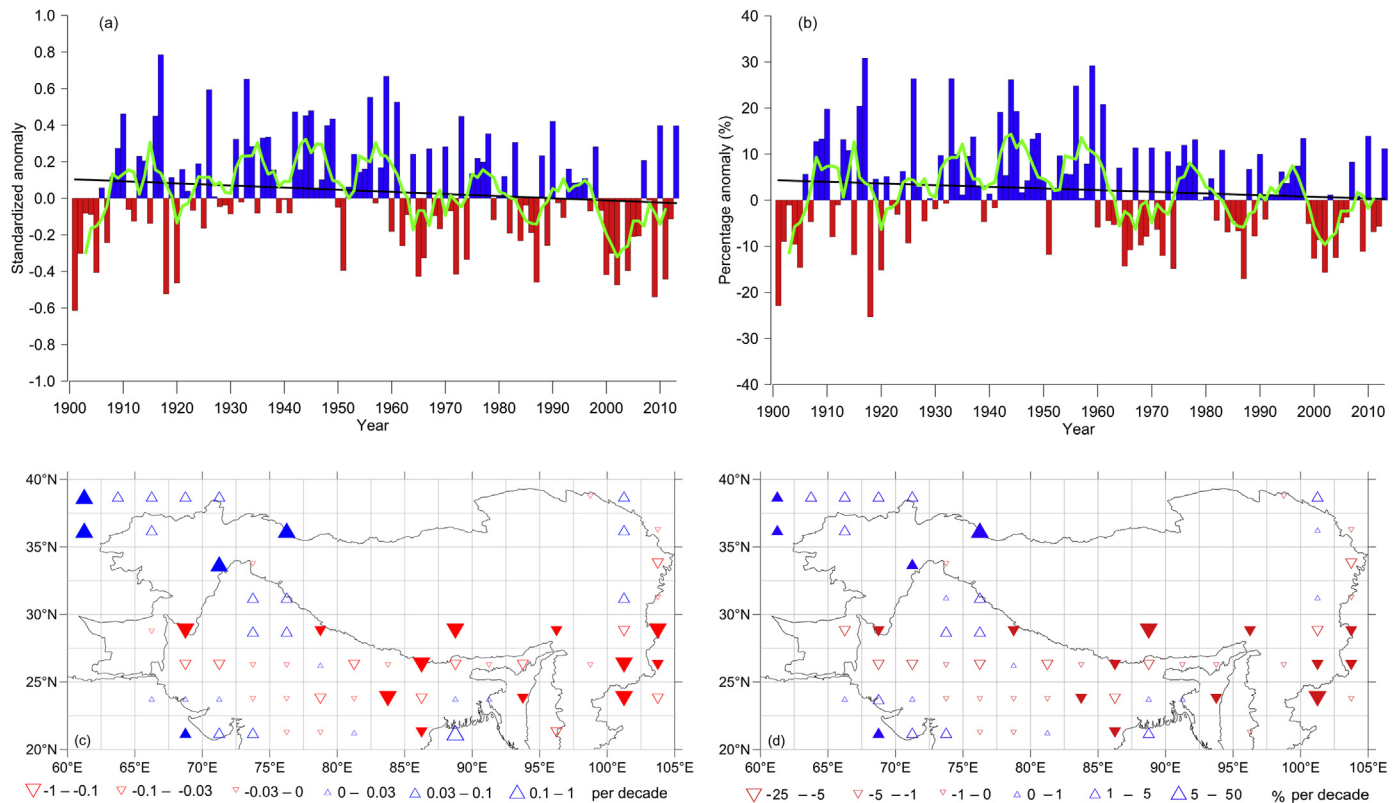 (a)
1.0
0.8
0.6
0.4
0.2
0.0
-0.2
-0.4
-0.6
-0.8
-1.0
Standardized anomaly
1900 1910 1920 1930 1940 1950 1960 1970 1980 1990 2000 2010
Year
(b)
40
30
20
10
0
-10
-20
-30
-40
Percentage anomaly (%)
1900 1910 1920 1930 1940 1950 1960 1970 1980 1990 2000 2010
Year
40°N
35°N
30°N
25°N
20°N
(c)
60°E 65°E 70°E 75°E 80°E 85°E 90°E 95°E 100°E 105°E
-1 – -0.1 -0.1 – -0.03 -0.03 – 0 0 – 0.03 0.03 – 0.1 0.1 – 1 per decade
40°N
35°N
30°N
25°N
20°N
(d)
60°E 65°E 70°E 75°E 80°E 85°E 90°E 95°E 100°E 105°E
-25 – -5 -5 – -1 -1 – 0 0 – 1 1 – 5 5 – 50 % per decade